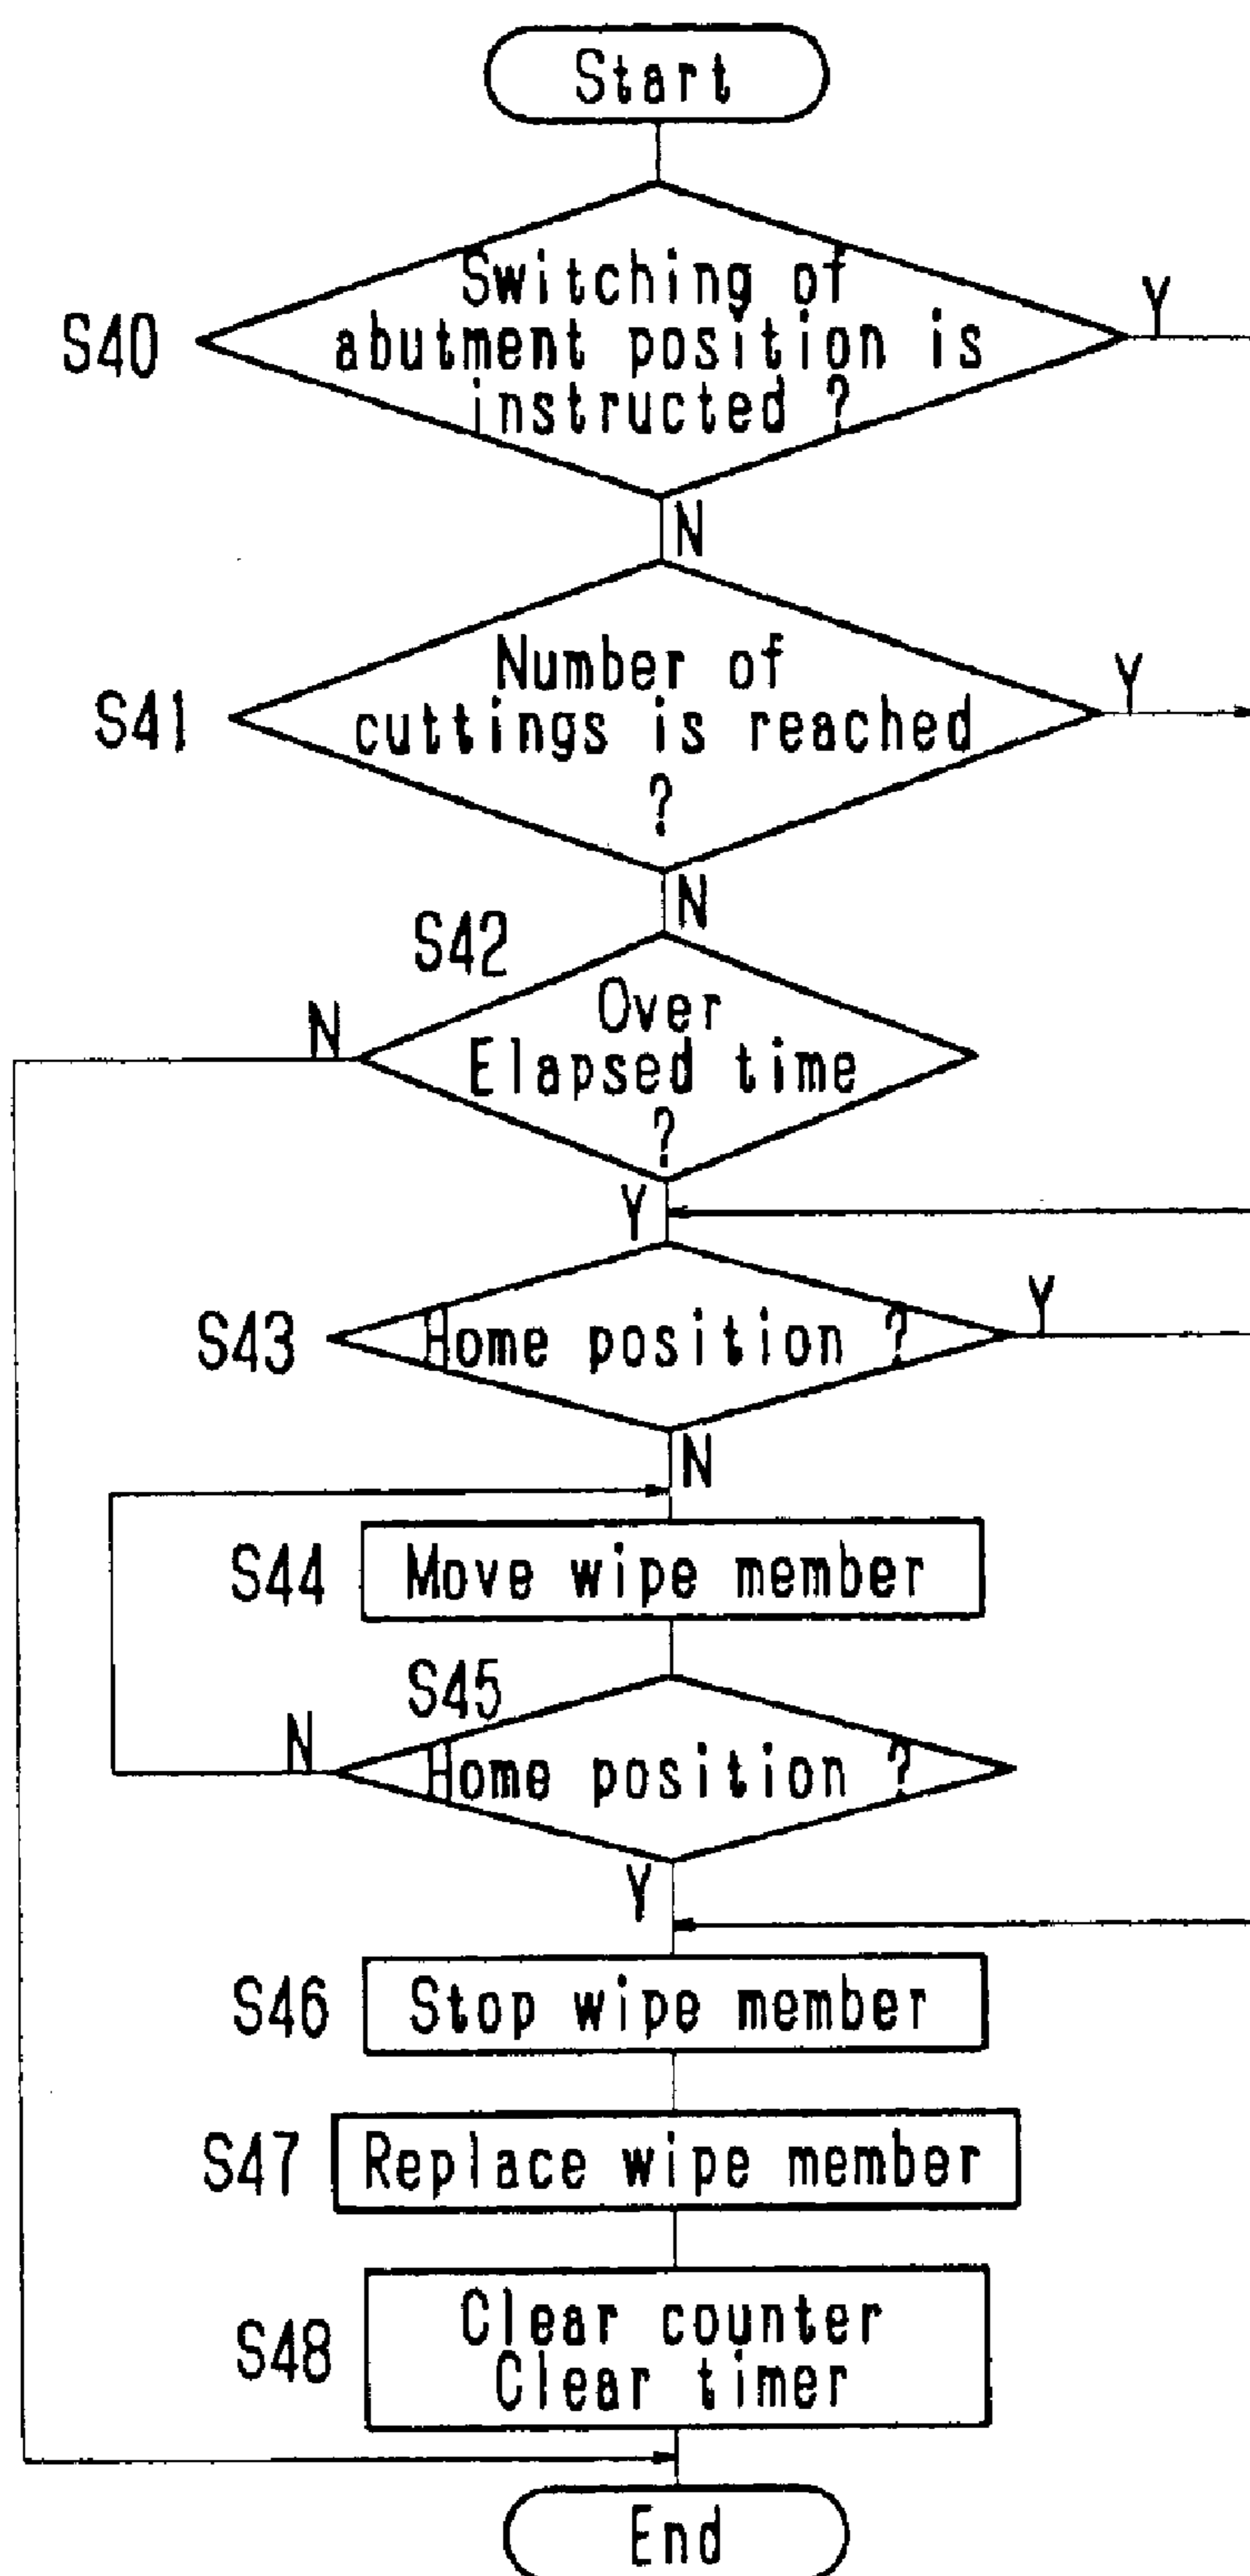 Start
S40
Switching of
abutment position is
instructed ?
Y
N
S41
Number of
cuttings is reached
?
Y
N
S42
Over
Elapsed time
?
N
Y
S43
Home position ?
Y
N
S44
Move wipe member
S45
Home position ?
N
Y
S46
Stop wipe member
S47
Replace wipe member
S48
Clear counter
Clear timer
End